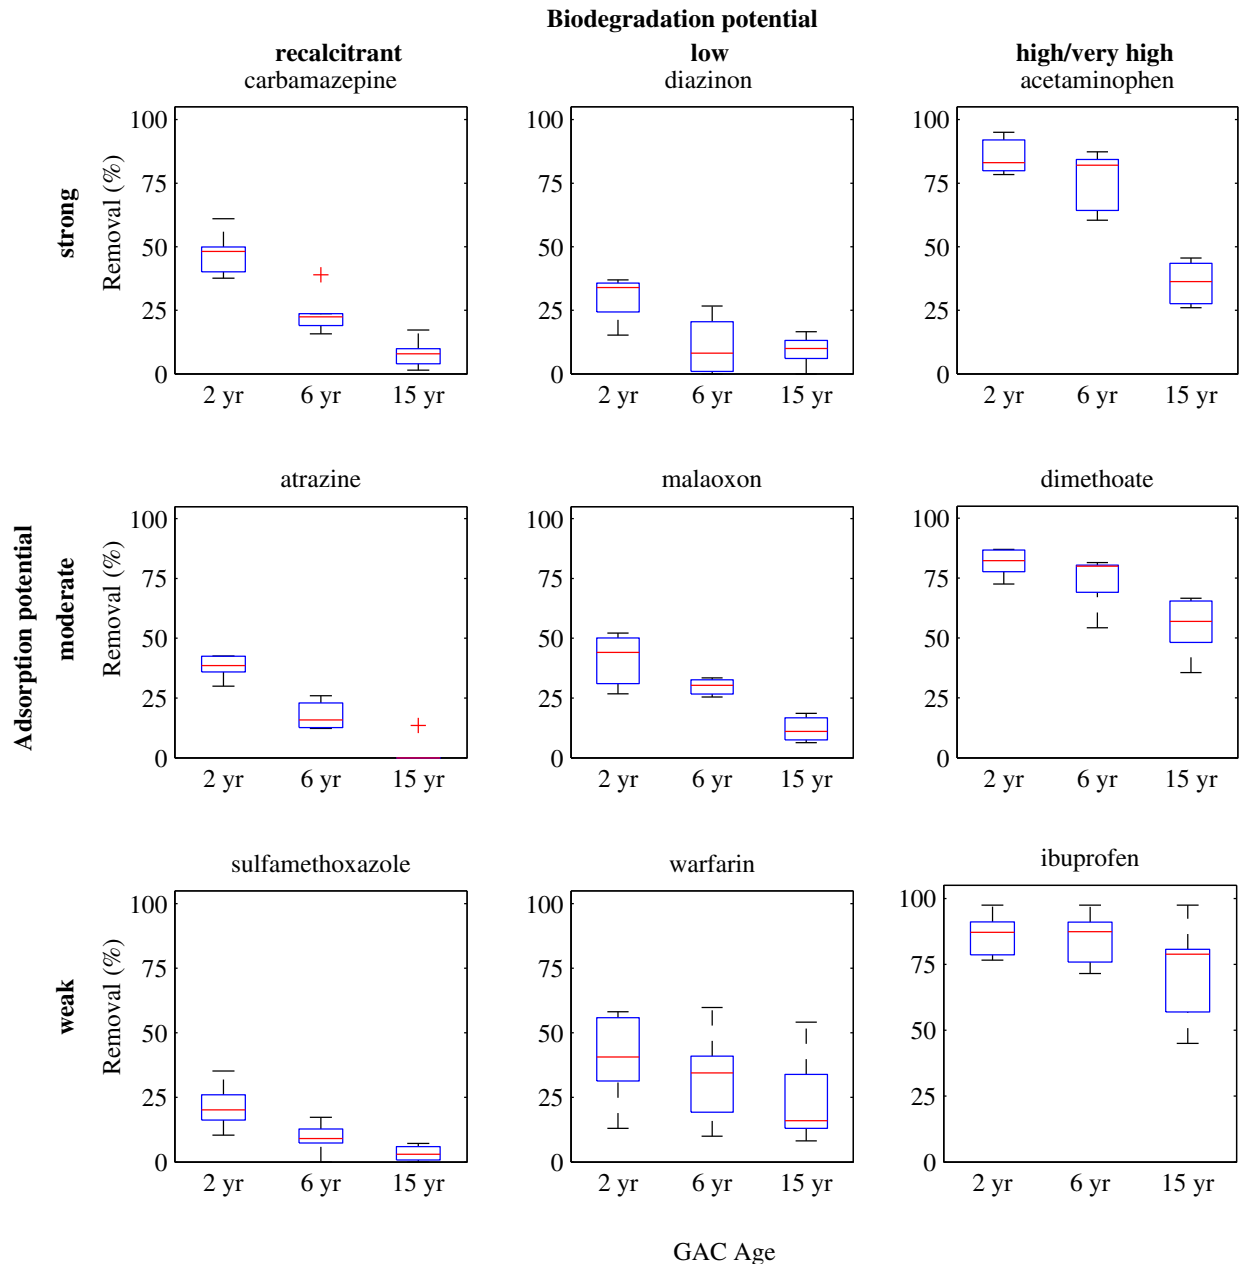 Biodegradation potential
recalcitrant low high/very high
carbamazepine diazinon acetaminophen
100 100 100
75 75 75
50 50 50
25 25 25
0 0 0
Removal (%)
strong
2 yr 6 yr 15 yr 2 yr 6 yr 15 yr 2 yr 6 yr 15 yr
atrazine malaoxon dimethoate
100 100 100
75 75 75
50 50 50
25 25 25
0 0 0
Removal (%)
moderate
Adsorption potential
2 yr 6 yr 15 yr 2 yr 6 yr 15 yr 2 yr 6 yr 15 yr
sulfamethoxazole warfarin ibuprofen
100 100 100
75 75 75
50 50 50
25 25 25
0 0 0
Removal (%)
weak
2 yr 6 yr 15 yr 2 yr 6 yr 15 yr 2 yr 6 yr 15 yr
GAC Age